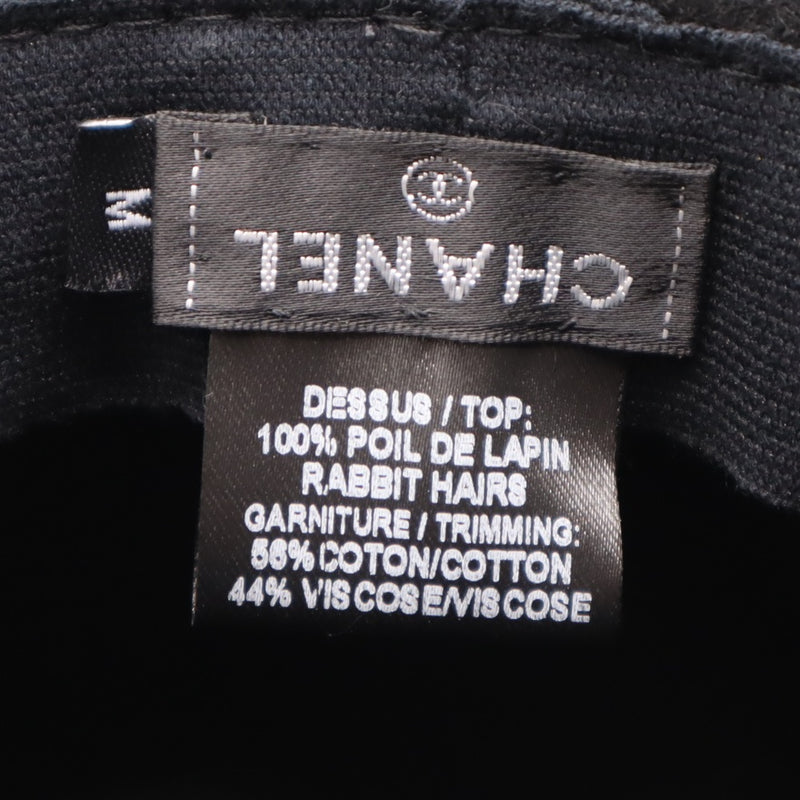 M
CHANEL
DESSUS / TOP:
100% POIL DE LAPIN
RABBIT HAIRS
GARNITURE / TRIMMING:
56% COTON/COTTON
44% VISCOSE/VISCOSE